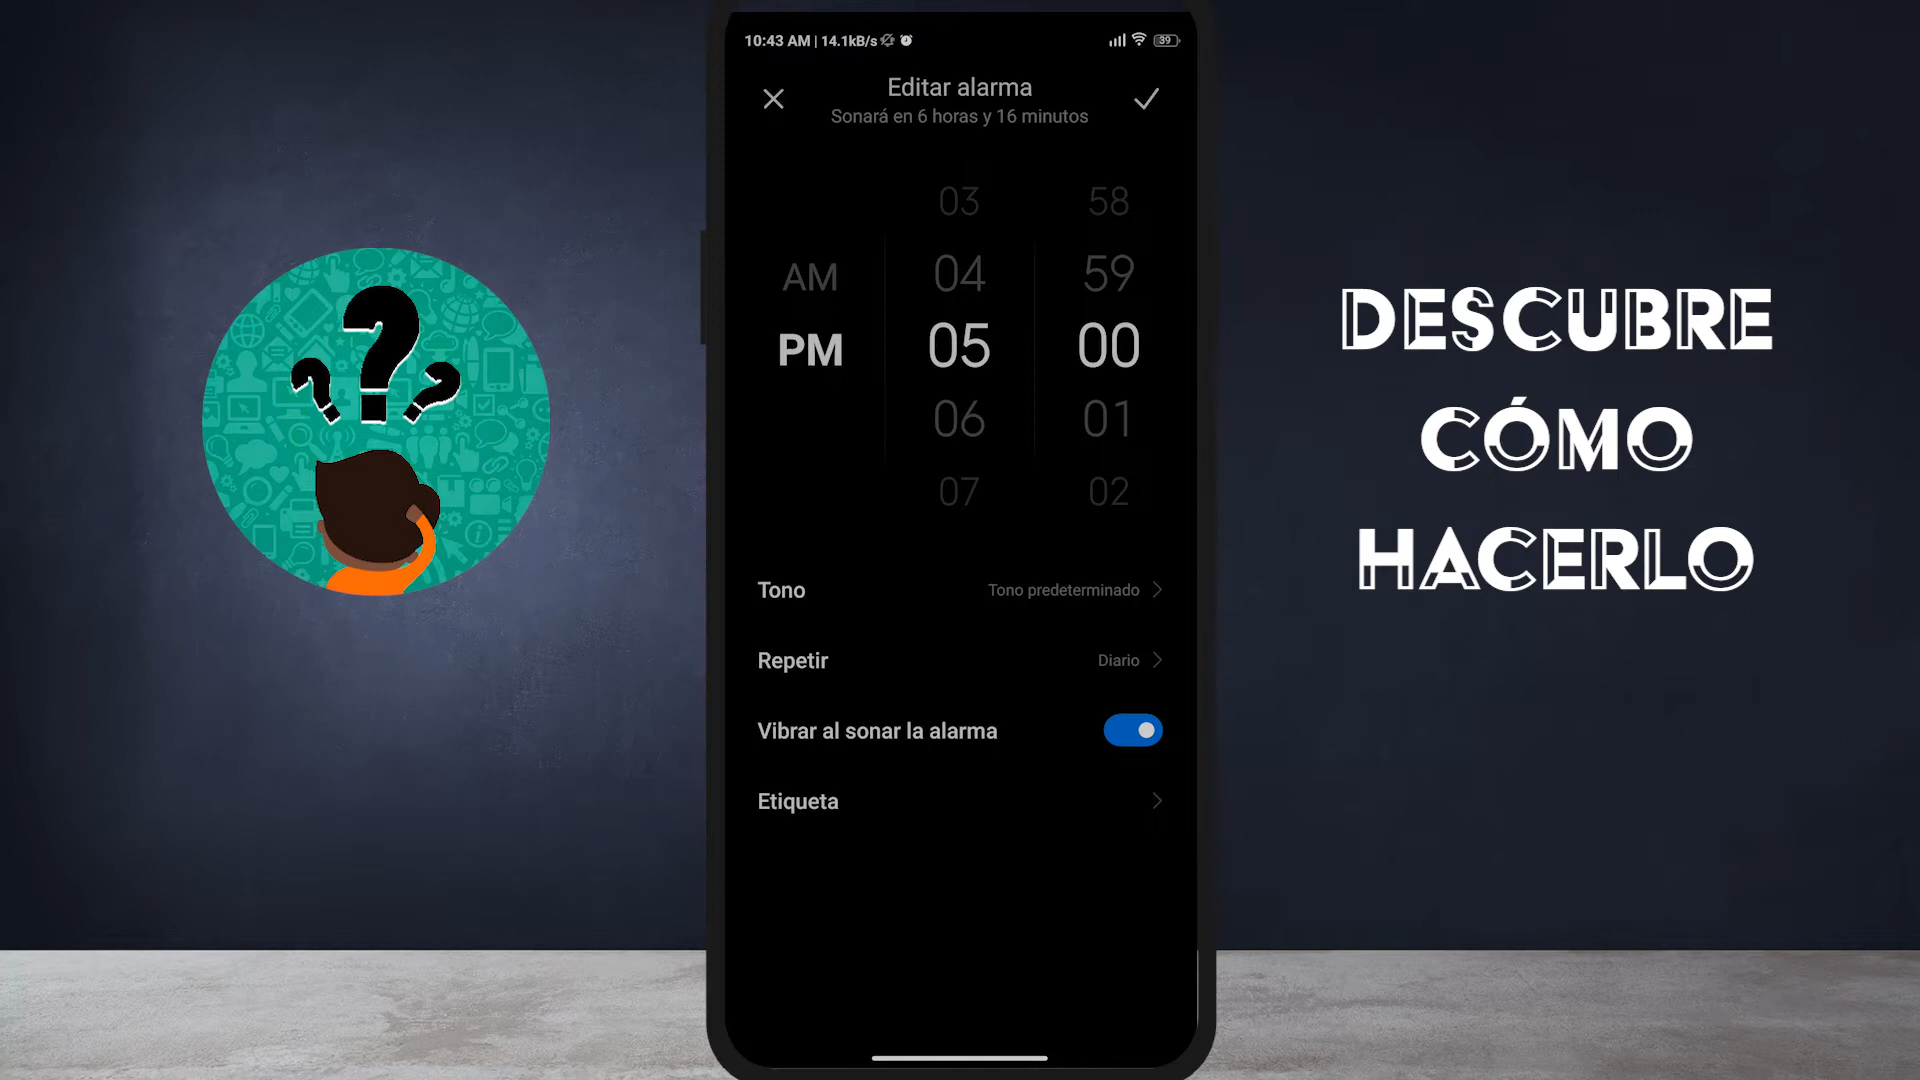 10:43 AM | 14.1kB/s
39
Editar alarma
Sonará en 6 horas y 16 minutos
03 58
AM 04 59
PM 05 00
06 01
07 02
Tono Tono predeterminado
Repetir Diario
Vibrar al sonar la alarma
Etiqueta
DESCUBRE
CÓMO
HACERLO